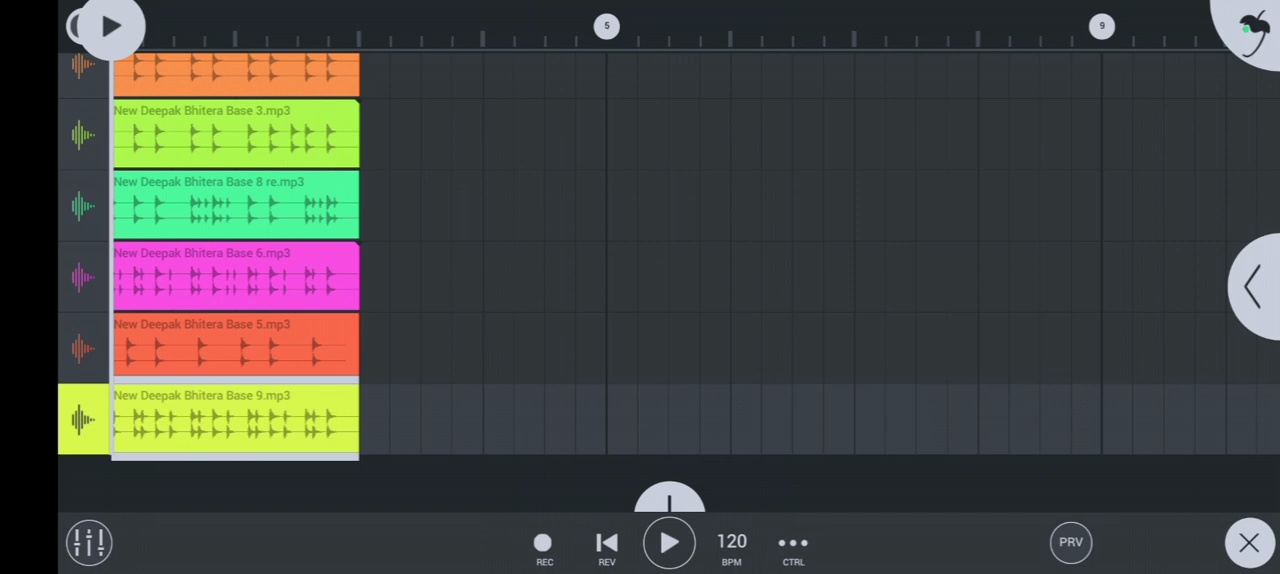 5
9
New Deepak Bhitera Base 3.mp3
New Deepak Bhitera Base 8 re.mp3
New Deepak Bhitera Base 6.mp3
New Deepak Bhitera Base 5.mp3
New Deepak Bhitera Base 9.mp3
REC
REV
120
BPM
CTRL
PRV